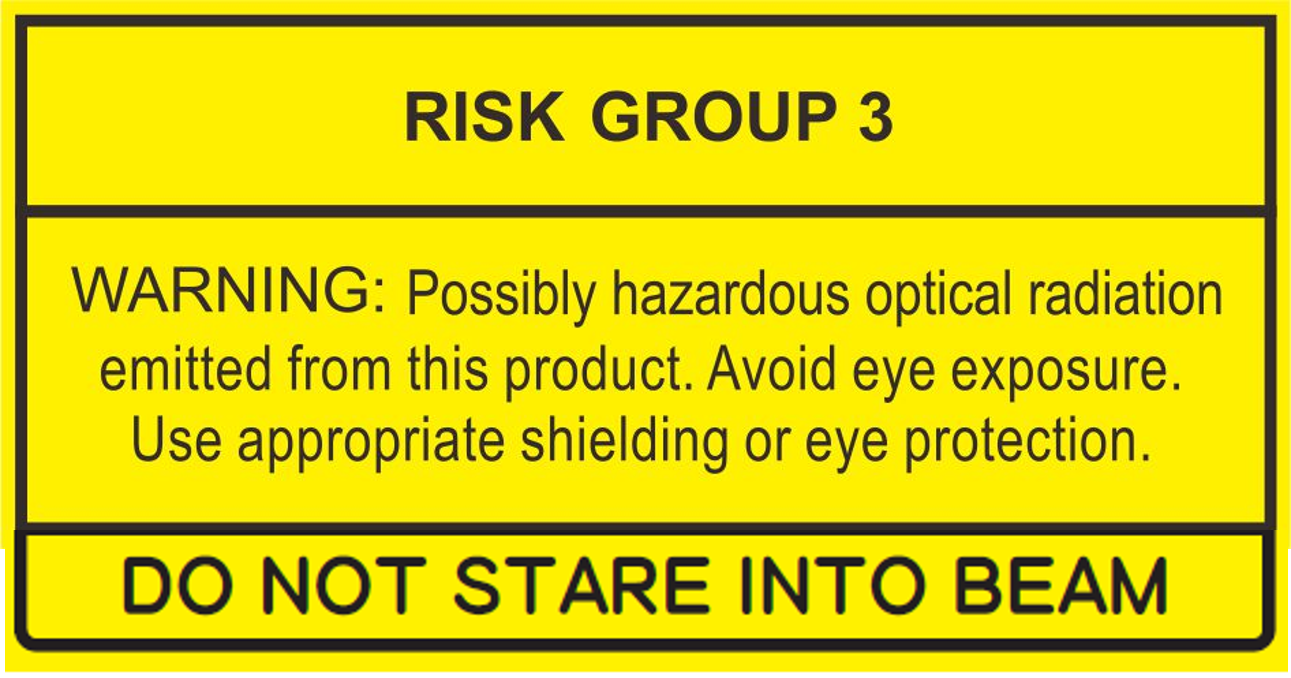 RISK GROUP 3
WARNING: Possibly hazardous optical radiation
emitted from this product. Avoid eye exposure.
Use appropriate shielding or eye protection.
DO NOT STARE INTO BEAM